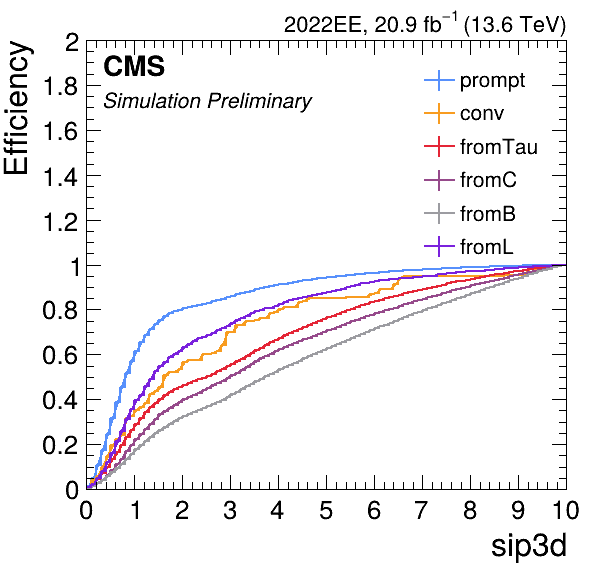 2022EE, 20.9 fb−1 (13.6 TeV)
Efficiency
CMS
Simulation Preliminary
prompt
conv
fromTau
fromC
fromB
fromL
2
1.8
1.6
1.4
1.2
1
0.8
0.6
0.4
0.2
0
0 1 2 3 4 5 6 7 8 9 10
sip3d